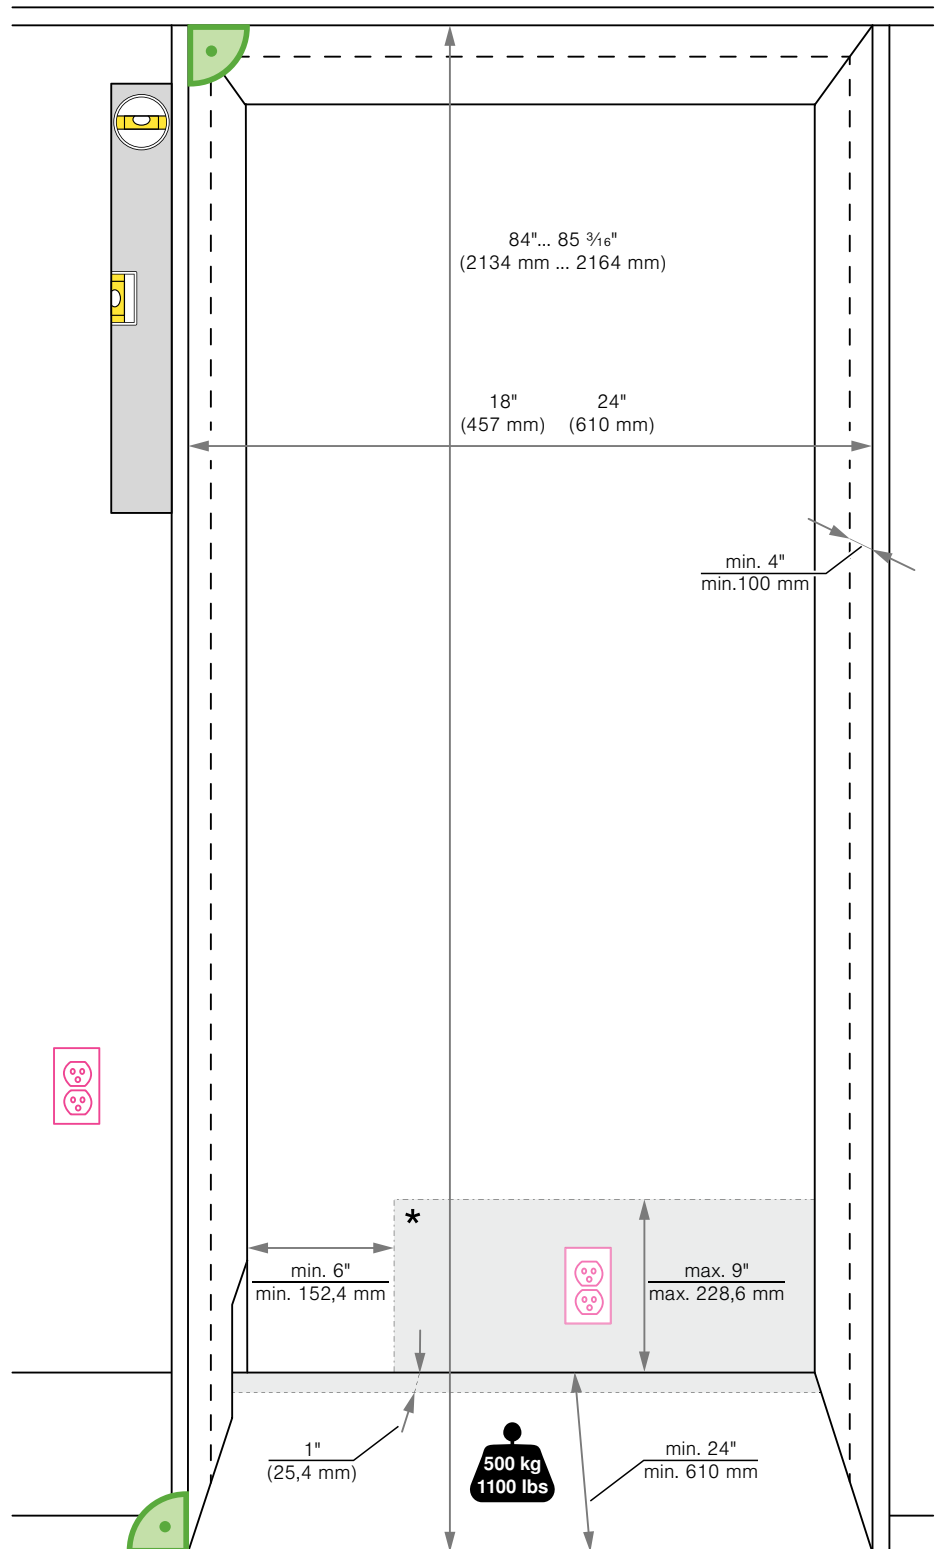 84"... 85 ³⁄₁₆"
(2134 mm ... 2164 mm)
18" 24"
(457 mm) (610 mm)
min. 4"
min.100 mm
*
min. 6"
min. 152,4 mm
max. 9"
max. 228,6 mm
1"
(25,4 mm)
500 kg
1100 lbs
min. 24"
min. 610 mm